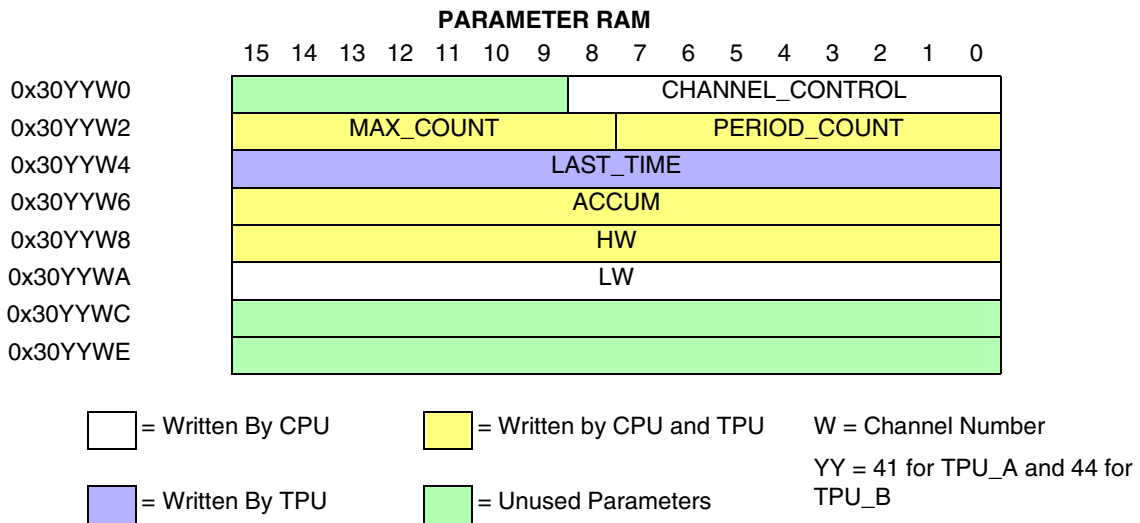 PARAMETER RAM
15 14 13 12 11 10 9 8 7 6 5 4 3 2 1 0
0x30YYW0 CHANNEL_CONTROL
0x30YYW2 MAX_COUNT PERIOD_COUNT
0x30YYW4 LAST_TIME
0x30YYW6 ACCUM
0x30YYW8 HW
0x30YYWA LW
0x30YYWC
0x30YYWE
= Written By CPU = Written by CPU and TPU W = Channel Number
= Written By TPU = Unused Parameters YY = 41 for TPU_A and 44 for
TPU_B